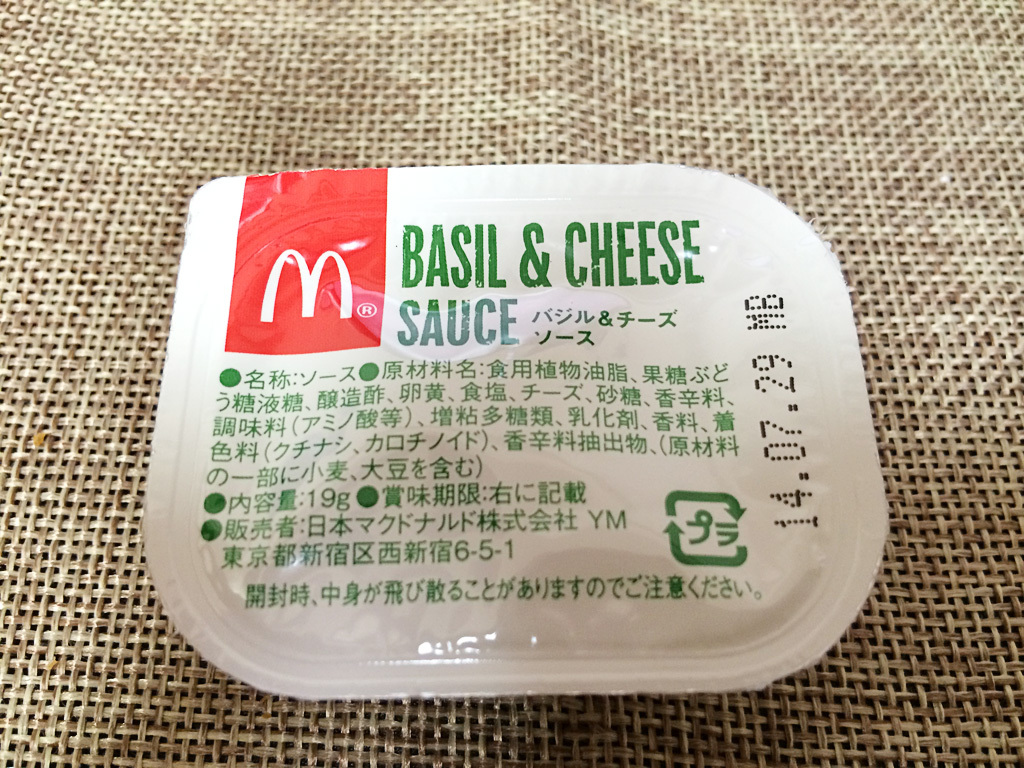 BASIL & CHEESE
SAUCE バジル&チーズ
ソース
●名称:ソース●原材料名:食用植物油脂、果糖ぶど
う糖液糖、醸造酢、卵黄、食塩、チーズ、砂糖、香辛料、
調味料(アミノ酸等)、増粘多糖類、乳化剤、香料、着
色料(クチナシ、カロチノイド)、香辛料抽出物、(原材料
の一部に小麦、大豆を含む)
●内容量:19g ●賞味期限:右に記載
●販売者:日本マクドナルド株式会社 YM
東京都新宿区西新宿6-5-1
開封時、中身が飛び散ることがありますのでご注意ください。
プラ
14.07.29